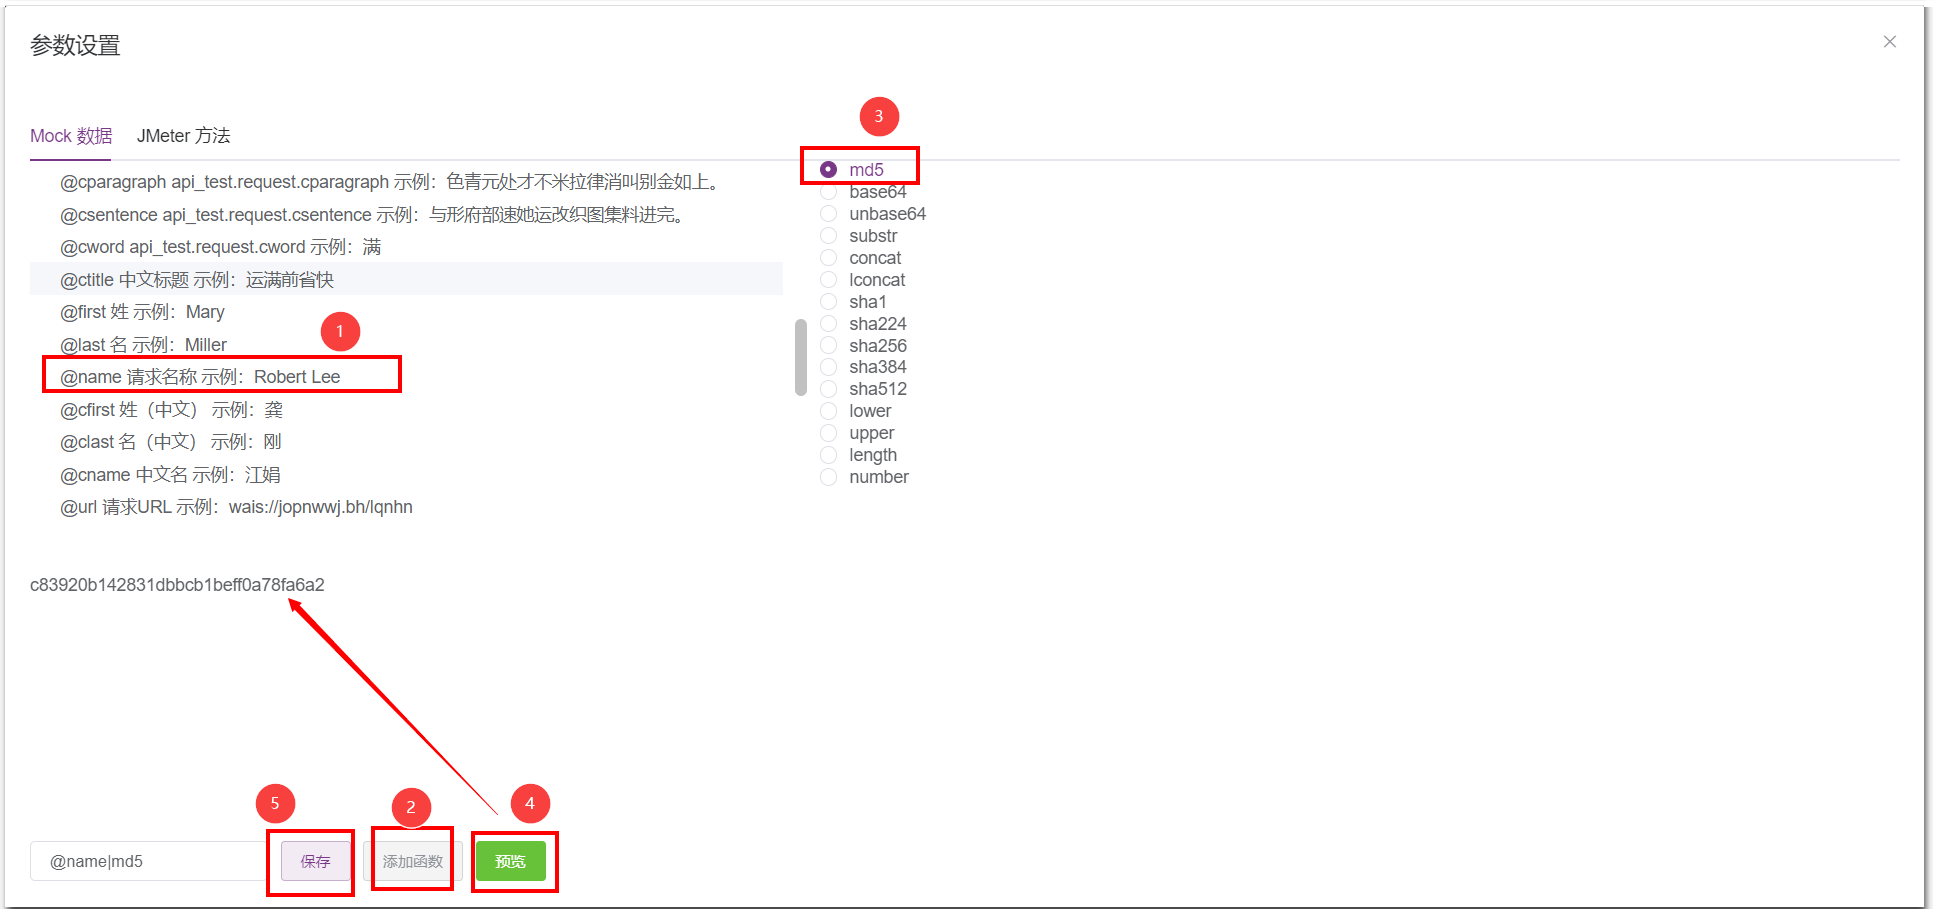 参数设置
Mock 数据
JMeter 方法
3
@cparagraph api_test.request.cparagraph 示例：色青元处才不米拉律消叫别金如上。
@csentence api_test.request.csentence 示例：与形府部速她运改织图集料进完。
@cword api_test.request.cword 示例：满
@ctitle 中文标题 示例：运满前省快
@first 姓 示例：Mary
1
@last 名 示例：Miller
@name 请求名称 示例：Robert Lee
@cfirst 姓（中文） 示例：龚
@clast 名（中文） 示例：刚
@cname 中文名 示例：江娟
@url 请求URL 示例：wais://jopnwwj.bh/lqnhn
md5
base64
unbase64
substr
concat
lconcat
sha1
sha224
sha256
sha384
sha512
lower
upper
length
number
c83920b142831dbbcb1beff0a78fa6a2
5
2
4
@name|md5
保存
添加函数
预览